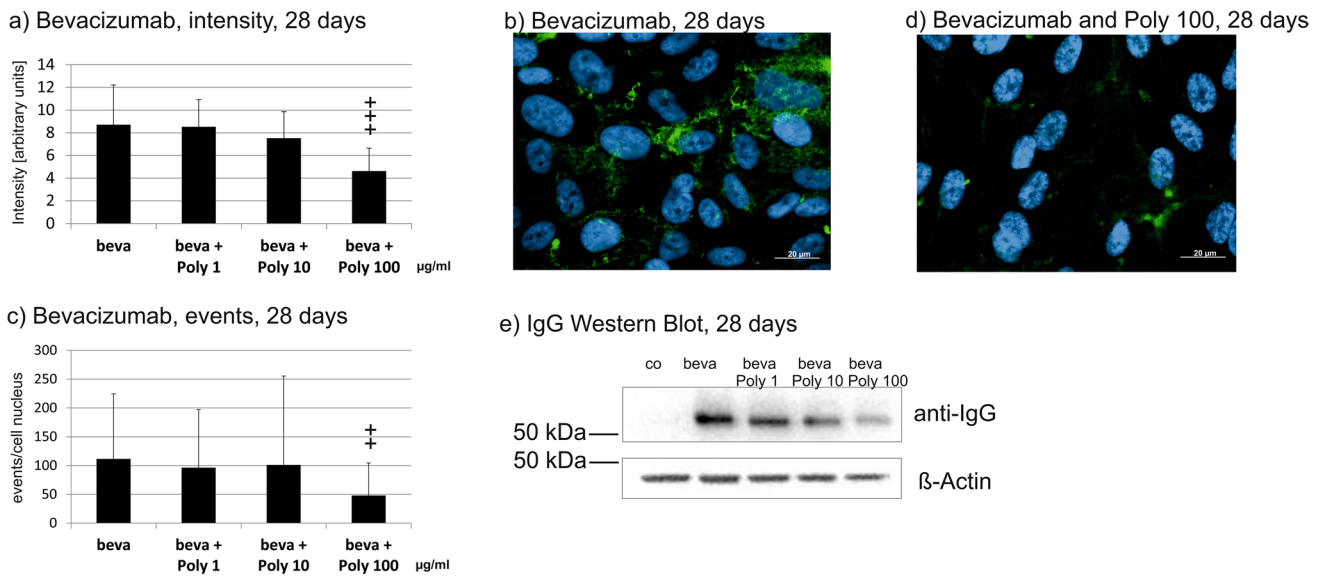 a) Bevacizumab, intensity, 28 days
Intensity [arbitrary units]
14
12
10
8
6
4
2
0
+
+
+
beva
beva +
Poly 1
beva +
Poly 10
beva +
Poly 100
µg/ml
b) Bevacizumab, 28 days
20 µm
d) Bevacizumab and Poly 100, 28 days
20 µm
c) Bevacizumab, events, 28 days
events/cell nucleus
300
250
200
150
100
50
0
+
+
beva
beva +
Poly 1
beva +
Poly 10
beva +
Poly 100
µg/ml
e) IgG Western Blot, 28 days
co
beva
beva
Poly 1
beva
Poly 10
beva
Poly 100
50 kDa
anti-IgG
50 kDa
ß-Actin